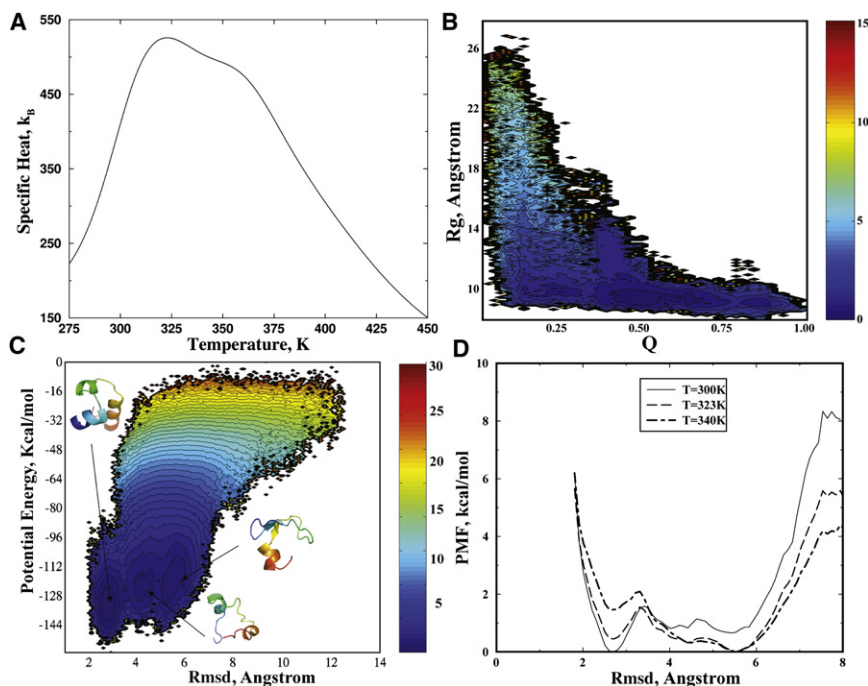 A
Specific Heat, k_B
550
450
350
250
150
275 300 325 350 375 400 425 450
Temperature, K
B
Rg, Angstrom
26
22
18
14
10
0.25 0.50 0.75 1.00
Q
15
10
5
0
C
Potential Energy, Kcal/mol
0
-16
-32
-48
-64
-80
-96
-112
-128
-144
2 4 6 8 10 12 14
Rmsd, Angstrom
30
25
20
15
10
5
D
PMF, kcal/mol
10
8
6
4
2
0
0 2 4 6 8
Rmsd, Angstrom
T=300K
T=323K
T=340K